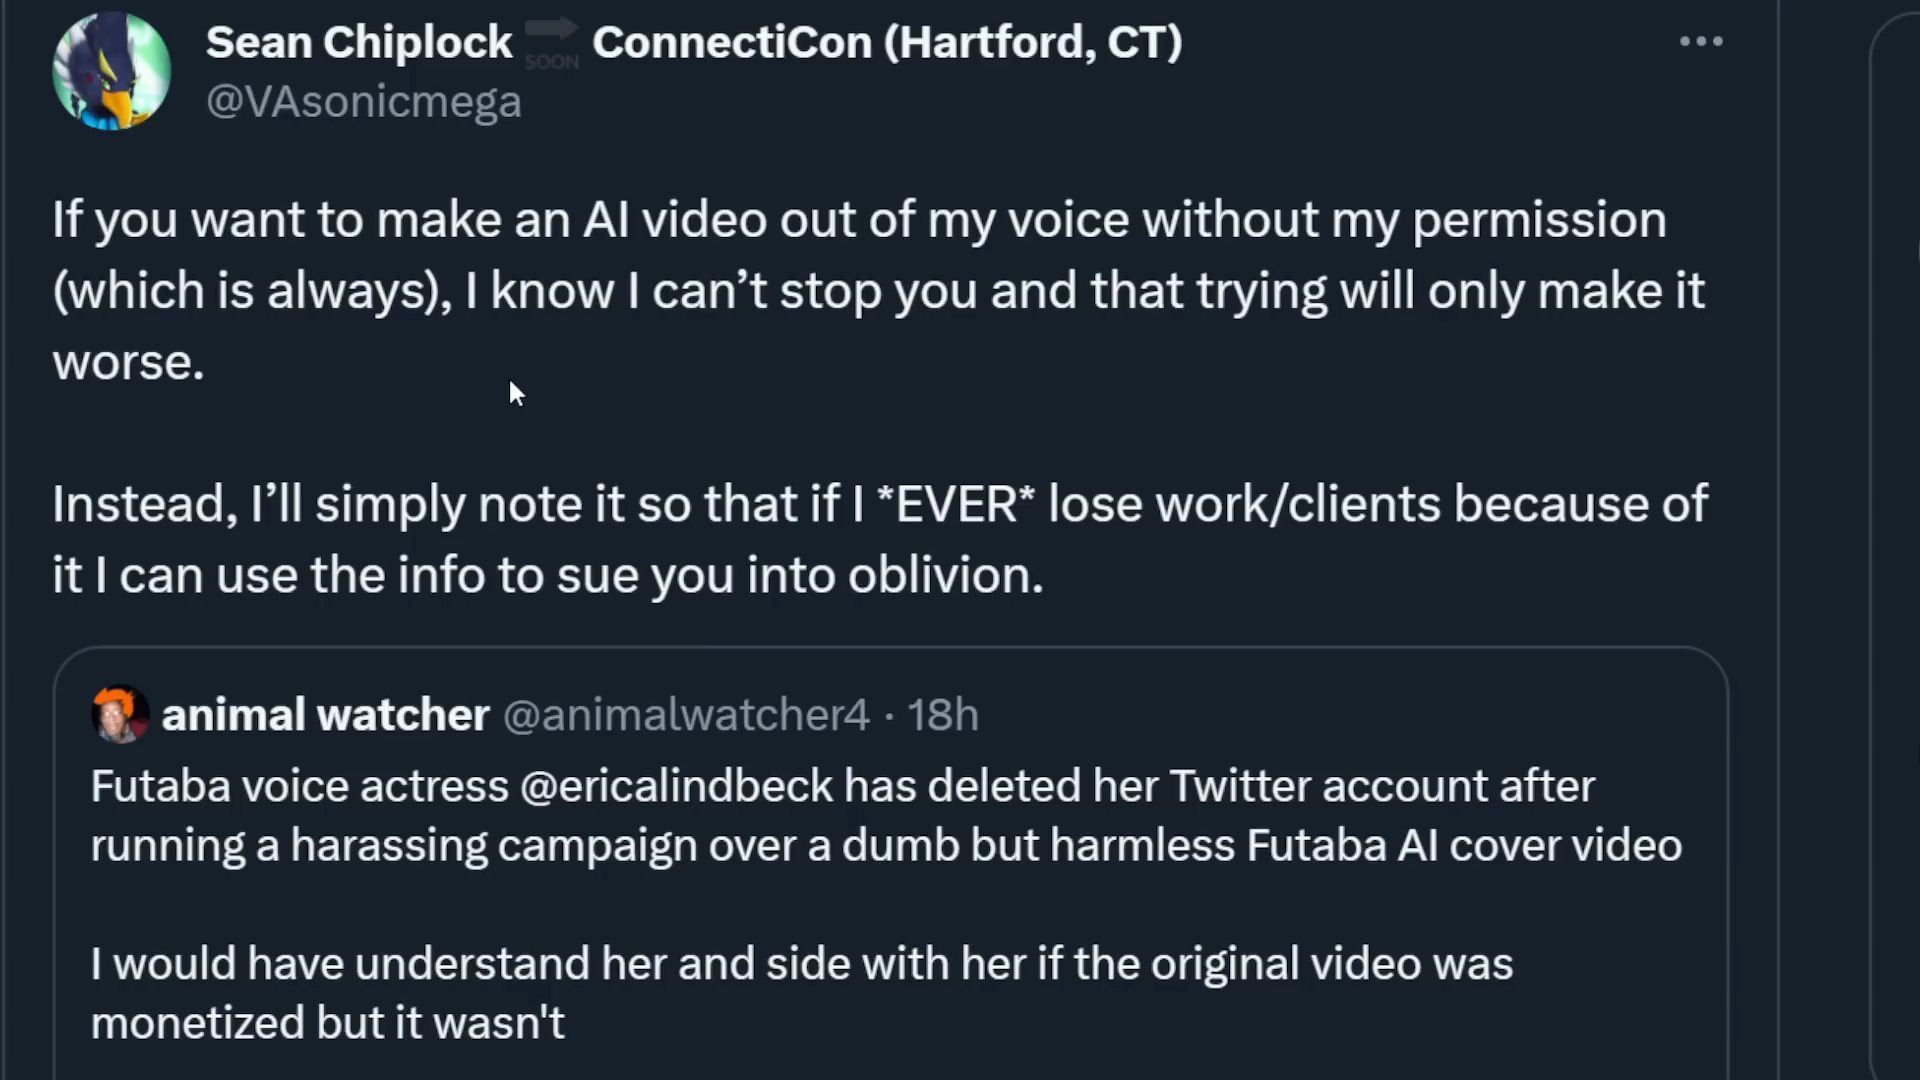 Sean Chiplock SOON ConnectiCon (Hartford, CT)
@VAsonicmega
If you want to make an AI video out of my voice without my permission
(which is always), I know I can’t stop you and that trying will only make it
worse.
Instead, I’ll simply note it so that if I *EVER* lose work/clients because of
it I can use the info to sue you into oblivion.
animal watcher @animalwatcher4 · 18h
Futaba voice actress @ericalindbeck has deleted her Twitter account after
running a harassing campaign over a dumb but harmless Futaba AI cover video
I would have understand her and side with her if the original video was
monetized but it wasn't